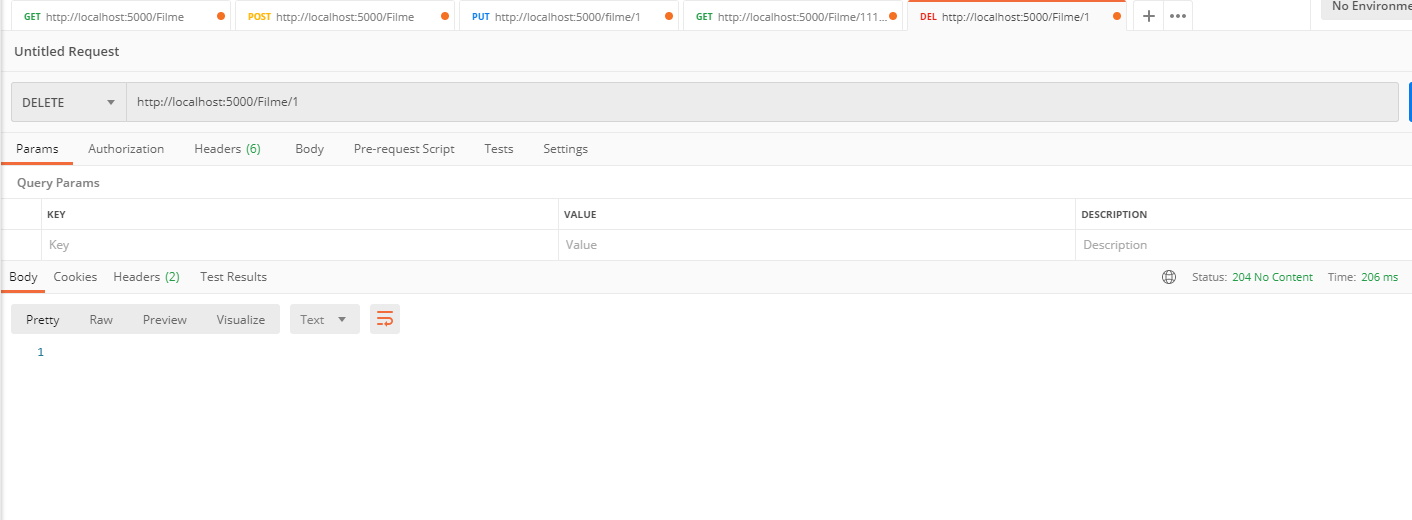 GET http://localhost:5000/Filme POST http://localhost:5000/Filme PUT http://localhost:5000/filme/1 GET http://localhost:5000/Filme/111... DEL http://localhost:5000/Filme/1 + ••• No Environme
Untitled Request
DELETE http://localhost:5000/Filme/1
Params Authorization Headers (6) Body Pre-request Script Tests Settings
Query Params
KEY VALUE DESCRIPTION
Key Value Description
Body Cookies Headers (2) Test Results Status: 204 No Content Time: 206 ms
Pretty Raw Preview Visualize Text
1